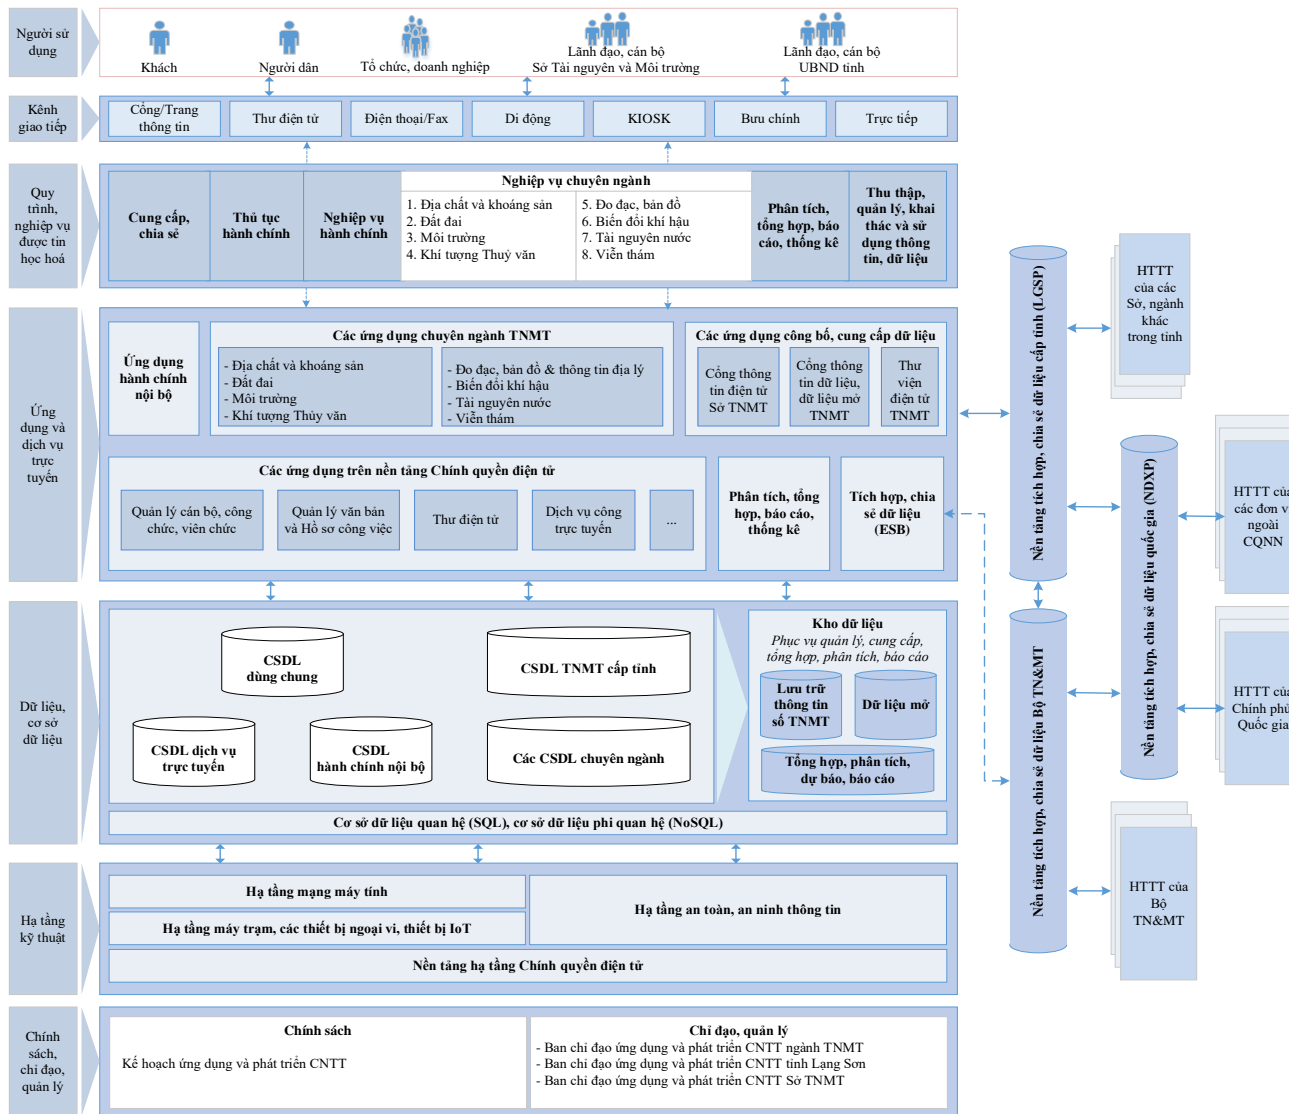 Người sử
dụng
Khách
Người dân
Tổ chức, doanh nghiệp
Lãnh đạo, cán bộ
Sở Tài nguyên và Môi trường
Lãnh đạo, cán bộ
UBND tỉnh
Kênh
giao tiếp
Cổng/Trang
thông tin
Thư điện tử
Điện thoại/Fax
Di động
KIOSK
Bưu chính
Trực tiếp
Quy
trình,
nghiệp vụ
được tin
học hoá
Cung cấp,
chia sẻ
Thủ tục
hành chính
Nghiệp vụ
hành chính
Nghiệp vụ chuyên ngành
1. Địa chất và khoáng sản
2. Đất đai
3. Môi trường
4. Khí tượng Thuỷ văn
5. Đo đạc, bản đồ
6. Biến đổi khí hậu
7. Tài nguyên nước
8. Viễn thám
Phân tích,
tổng hợp, báo
cáo, thống kê
Thu thập,
quản lý, khai
thác và sử
dụng thông
tin, dữ liệu
Ứng
dụng và
dịch vụ
trực
tuyến
Ứng dụng
hành chính
nội bộ
Các ứng dụng chuyên ngành TNMT
- Địa chất và khoáng sản
- Đất đai
- Môi trường
- Khí tượng Thủy văn
- Đo đạc, bản đồ & thông tin địa lý
- Biến đổi khí hậu
- Tài nguyên nước
- Viễn thám
Các ứng dụng công bố, cung cấp dữ liệu
Cổng thông
tin điện tử
Sở TNMT
Cổng thông
tin dữ liệu,
dữ liệu mở
TNMT
Thư
viện
điện tử
TNMT
Các ứng dụng trên nền tảng Chính quyền điện tử
Quản lý cán bộ, công
chức, viên chức
Quản lý văn bản
và Hồ sơ công việc
Thư điện tử
Dịch vụ công
trực tuyến
...
Phân tích, tổng
hợp, báo cáo,
thống kê
Tích hợp, chia
sẻ dữ liệu
(ESB)
Dữ liệu,
cơ sở
dữ liệu
CSDL
dùng chung
CSDL TNMT cấp tỉnh
CSDL dịch vụ
trực tuyến
CSDL
hành chính nội bộ
Các CSDL chuyên ngành
Kho dữ liệu
Phục vụ quản lý, cung cấp,
tổng hợp, phân tích, báo cáo
Lưu trữ
thông tin
số TNMT
Dữ liệu mở
Tổng hợp, phân tích,
dự báo, báo cáo
Cơ sở dữ liệu quan hệ (SQL), cơ sở dữ liệu phi quan hệ (NoSQL)
Hạ tầng
kỹ thuật
Hạ tầng mạng máy tính
Hạ tầng máy trạm, các thiết bị ngoại vi, thiết bị IoT
Hạ tầng an toàn, an ninh thông tin
Nền tảng hạ tầng Chính quyền điện tử
Chính
sách,
chỉ đạo,
quản lý
Chính sách
Kế hoạch ứng dụng và phát triển CNTT
Chỉ đạo, quản lý
- Ban chỉ đạo ứng dụng và phát triển CNTT ngành TNMT
- Ban chỉ đạo ứng dụng và phát triển CNTT tỉnh Lạng Sơn
- Ban chỉ đạo ứng dụng và phát triển CNTT Sở TNMT
Nền tảng tích hợp, chia sẻ dữ liệu cấp tỉnh (LGSP)
Nền tảng tích hợp, chia sẻ dữ liệu Bộ TN&MT
Nền tảng tích hợp, chia sẻ dữ liệu quốc gia (NDXP)
HTTT
của các
Sở, ngành
khác
trong tỉnh
HTTT của
các đơn vị
ngoài
CQNN
HTTT của
Chính phủ,
Quốc gia
HTTT của
Bộ
TN&MT